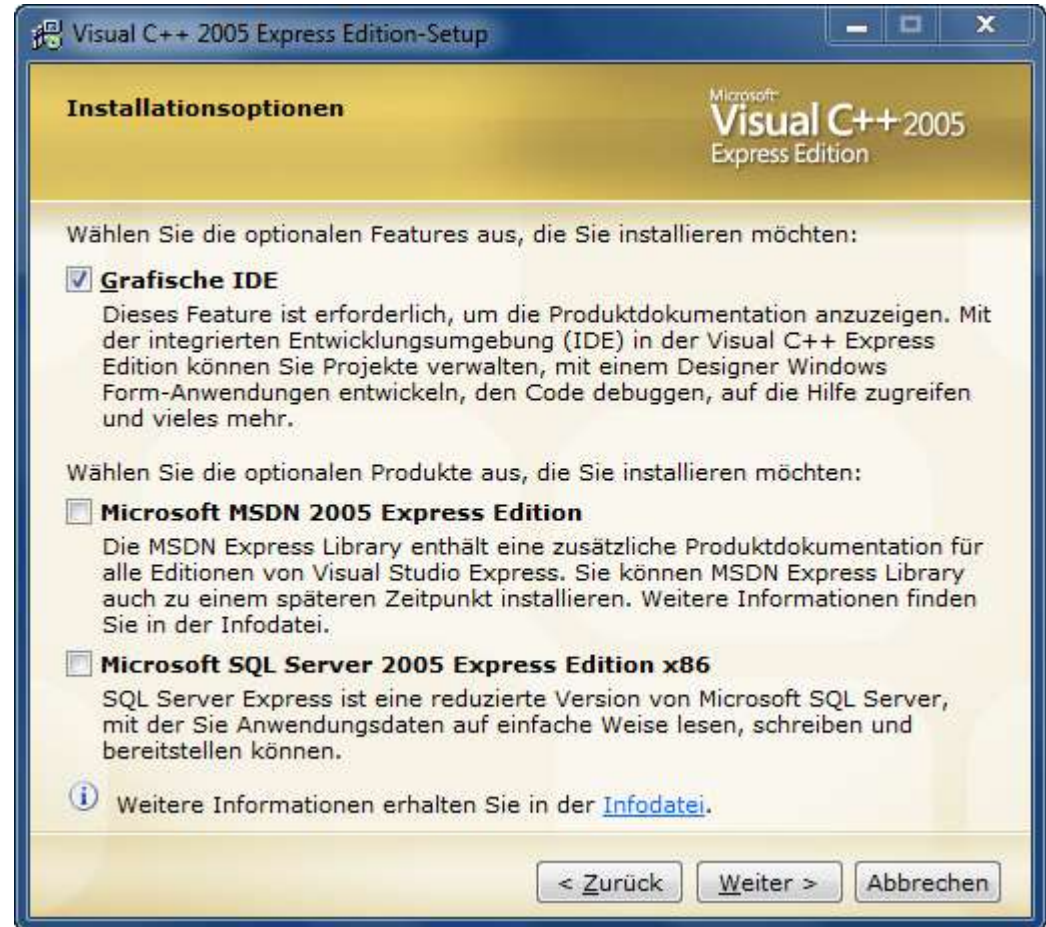 Visual C++ 2005 Express Edition-Setup
Installationsoptionen
Microsoft
Visual C++ 2005
Express Edition
Wählen Sie die optionalen Features aus, die Sie installieren möchten:
Grafische IDE
Dieses Feature ist erforderlich, um die Produktdokumentation anzuzeigen. Mit
der integrierten Entwicklungsumgebung (IDE) in der Visual C++ Express
Edition können Sie Projekte verwalten, mit einem Designer Windows
Form-Anwendungen entwickeln, den Code debuggen, auf die Hilfe zugreifen
und vieles mehr.
Wählen Sie die optionalen Produkte aus, die Sie installieren möchten:
Microsoft MSDN 2005 Express Edition
Die MSDN Express Library enthält eine zusätzliche Produktdokumentation für
alle Editionen von Visual Studio Express. Sie können MSDN Express Library
auch zu einem späteren Zeitpunkt installieren. Weitere Informationen finden
Sie in der Infodatei.
Microsoft SQL Server 2005 Express Edition x86
SQL Server Express ist eine reduzierte Version von Microsoft SQL Server,
mit der Sie Anwendungsdaten auf einfache Weise lesen, schreiben und
bereitstellen können.
Weitere Informationen erhalten Sie in der Infodatei.
< Zurück Weiter > Abbrechen